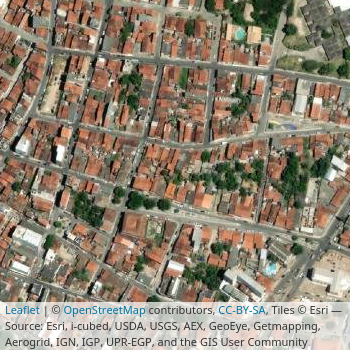 Leaflet | © OpenStreetMap contributors, CC-BY-SA, Tiles © Esri —
Source: Esri, i-cubed, USDA, USGS, AEX, GeoEye, Getmapping,
Aerogrid, IGN, IGP, UPR-EGP, and the GIS User Community